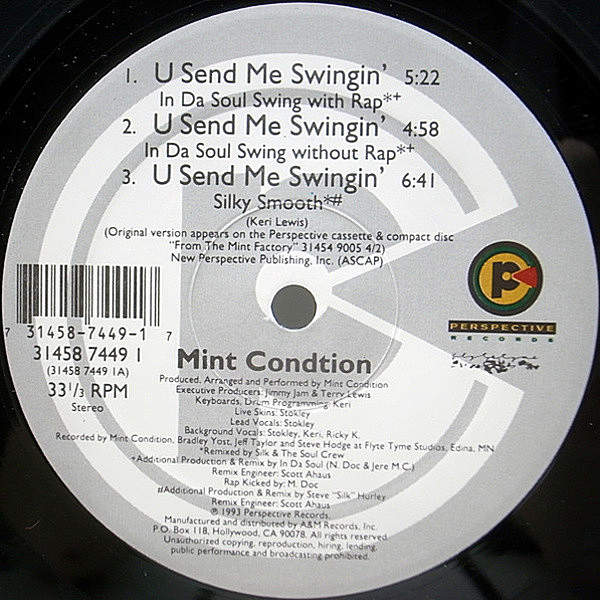 1. U Send Me Swingin' 5:22
In Da Soul Swing with Rap*+
2. U Send Me Swingin' 4:58
In Da Soul Swing without Rap*+
3. U Send Me Swingin' 6:41
Silky Smooth*#
(Keri Lewis)
(Original version appears on the Perspective cassette & compact disc
"From The Mint Factory" 31454 9005 4/2)
New Perspective Publishing, Inc. (ASCAP)
P
PERSPECTIVE
RECORDS
7 31458-7449-1 7
31458 7449 1
(31458 7449 1A)
33 1/3 RPM
Stereo
Mint Condtion
Produced, Arranged and Performed by Mint Condition
Executive Producers: Jimmy Jam & Terry Lewis
Keyboards, Drum Programming: Keri
Live Skins: Stokley
Lead Vocals: Stokley
Background Vocals: Stokley, Keri, Ricky K.
Recorded by Mint Condition, Bradley Yost, Jeff Taylor and Steve Hodge at Flyte Tyme Studios, Edina, MN
*Remixed by Silk & The Soul Crew
+Additional Production & Remix by In Da Soul (N. Doc & Jere M.C.)
Remix Engineer: Scott Ahaus
Rap Kicked by: M. Doc
#Additional Production & Remix by Steve "Silk" Hurley
Remix Engineer: Scott Ahaus
℗ 1993 Perspective Records.
Manufactured and distributed by A&M Records, Inc.
P.O. Box 118, Hollywood, CA 90078. All rights reserved.
Unauthorized copying, reproduction, hiring, lending,
public performance and broadcasting prohibited.